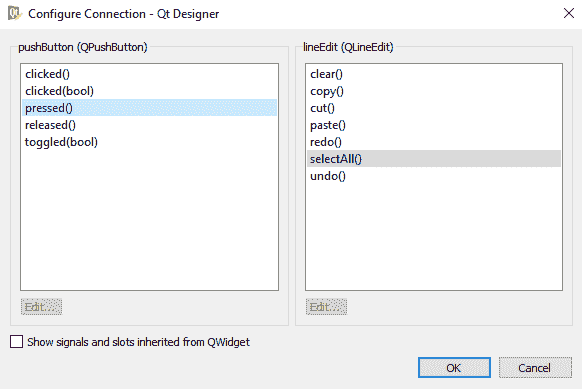 Configure Connection - Qt Designer
pushButton (QPushButton)
clicked()
clicked(bool)
pressed()
released()
toggled(bool)
Edit...
lineEdit (QLineEdit)
clear()
copy()
cut()
paste()
redo()
selectAll()
undo()
Edit...
Show signals and slots inherited from QWidget
OK
Cancel